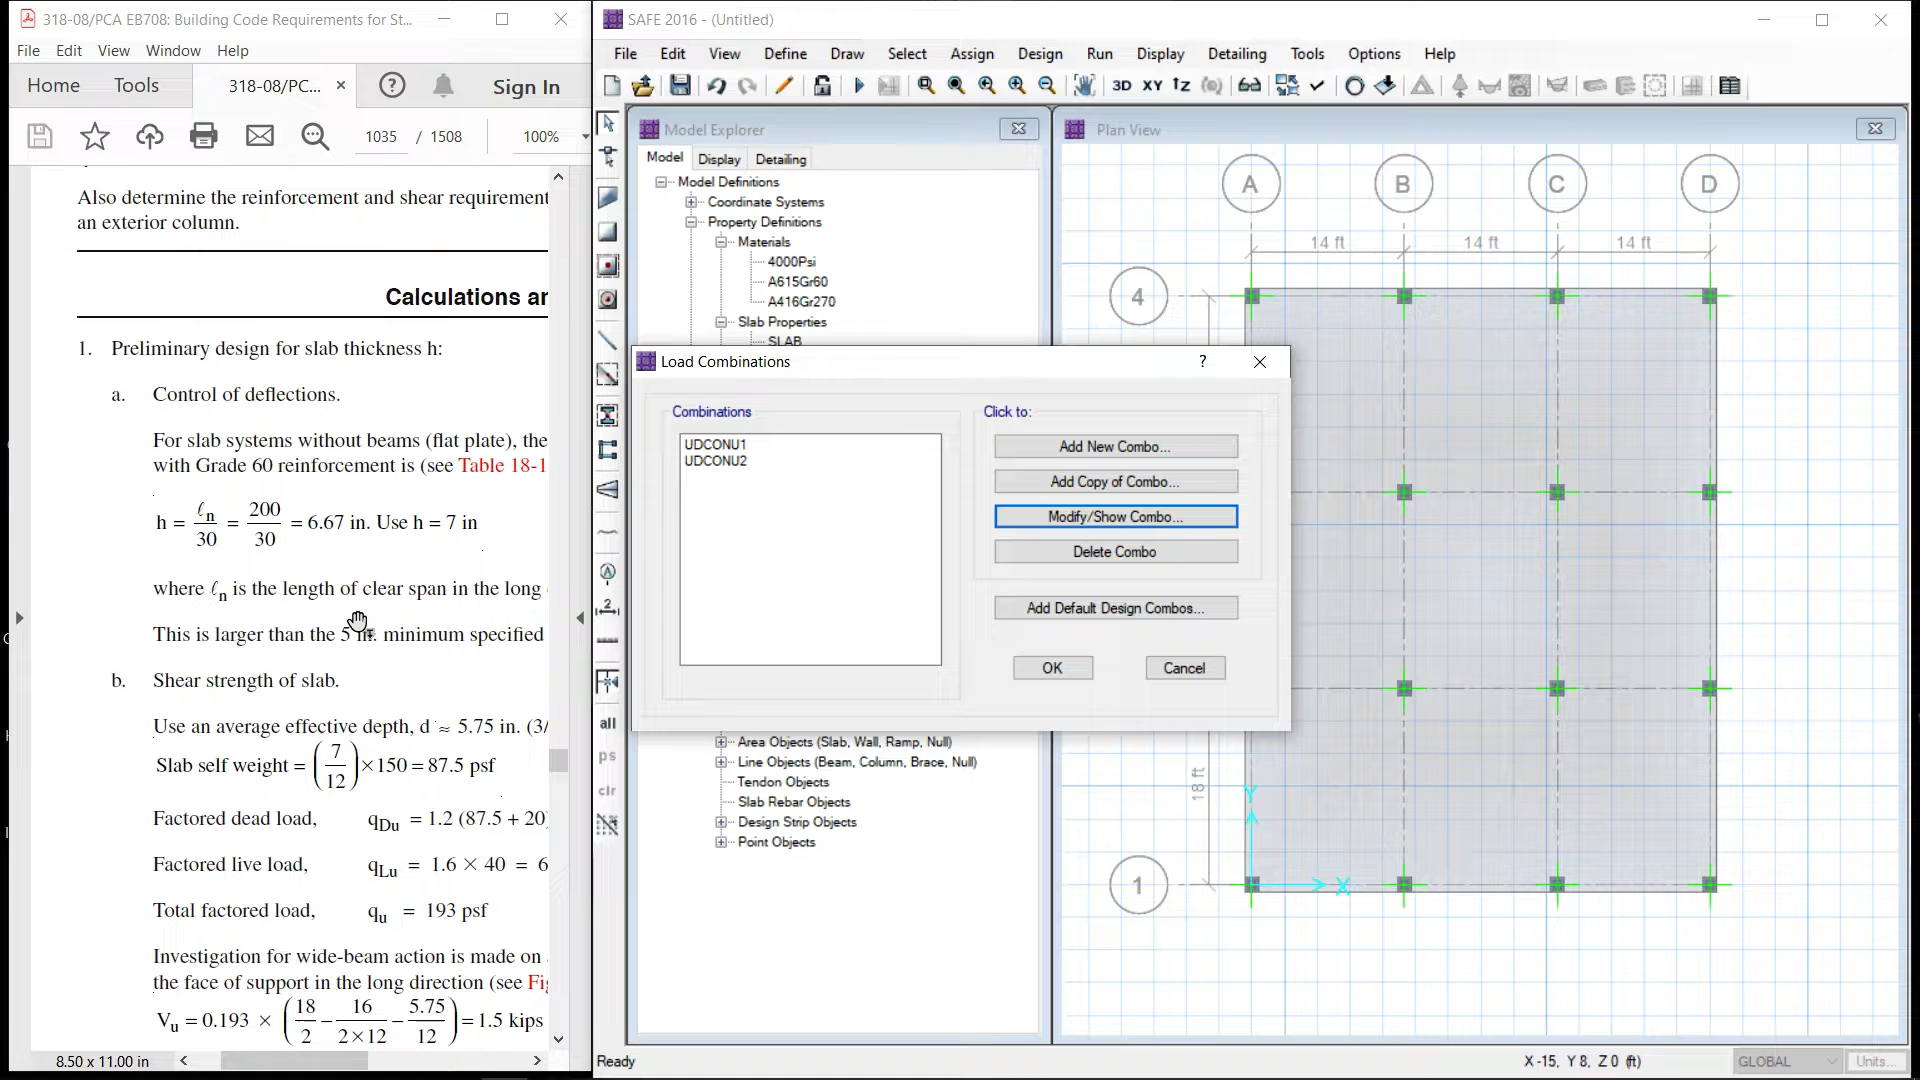 318-08/PCA EB708: Building Code Requirements for St...
File Edit View Window Help
Home Tools 318-08/PC... × Sign In
1035 / 1508 100%
Also determine the reinforcement and shear requirement
an exterior column.
Calculations ar
1. Preliminary design for slab thickness h:
a. Control of deflections.
For slab systems without beams (flat plate), the
with Grade 60 reinforcement is (see Table 18-1
h = ℓn/30 = 200/30 = 6.67 in. Use h = 7 in
where ℓn is the length of clear span in the long
This is larger than the 5 in. minimum specified
b. Shear strength of slab.
Use an average effective depth, d ≈ 5.75 in. (3/
Slab self weight = (7/12) × 150 = 87.5 psf
Factored dead load, qDu = 1.2 (87.5 + 20)
Factored live load, qLu = 1.6 × 40 = 6
Total factored load, qu = 193 psf
Investigation for wide-beam action is made on
the face of support in the long direction (see Fig
Vu = 0.193 × (18/2 − 16/2×12 − 5.75/12) = 1.5 kips
8.50 x 11.00 in
SAFE 2016 - (Untitled)
File Edit View Define Draw Select Assign Design Run Display Detailing Tools Options Help
3D XY
Model Explorer
Model Display Detailing
Model Definitions
Coordinate Systems
Property Definitions
Materials
4000Psi
A615Gr60
A416Gr270
Slab Properties
SLAB
Load Combinations ?
Combinations
UDCONU1
UDCONU2
Click to:
Add New Combo...
Add Copy of Combo...
Modify/Show Combo...
Delete Combo
Add Default Design Combos...
OK Cancel
Area Objects (Slab, Wall, Ramp, Null)
Line Objects (Beam, Column, Brace, Null)
Tendon Objects
Slab Rebar Objects
Design Strip Objects
Point Objects
all
ps
clr
Plan View
A B C D
14 ft 14 ft 14 ft
4
18 ft
Y
1
X
Ready
X -15, Y 8, Z 0 (ft)
GLOBAL
Units...